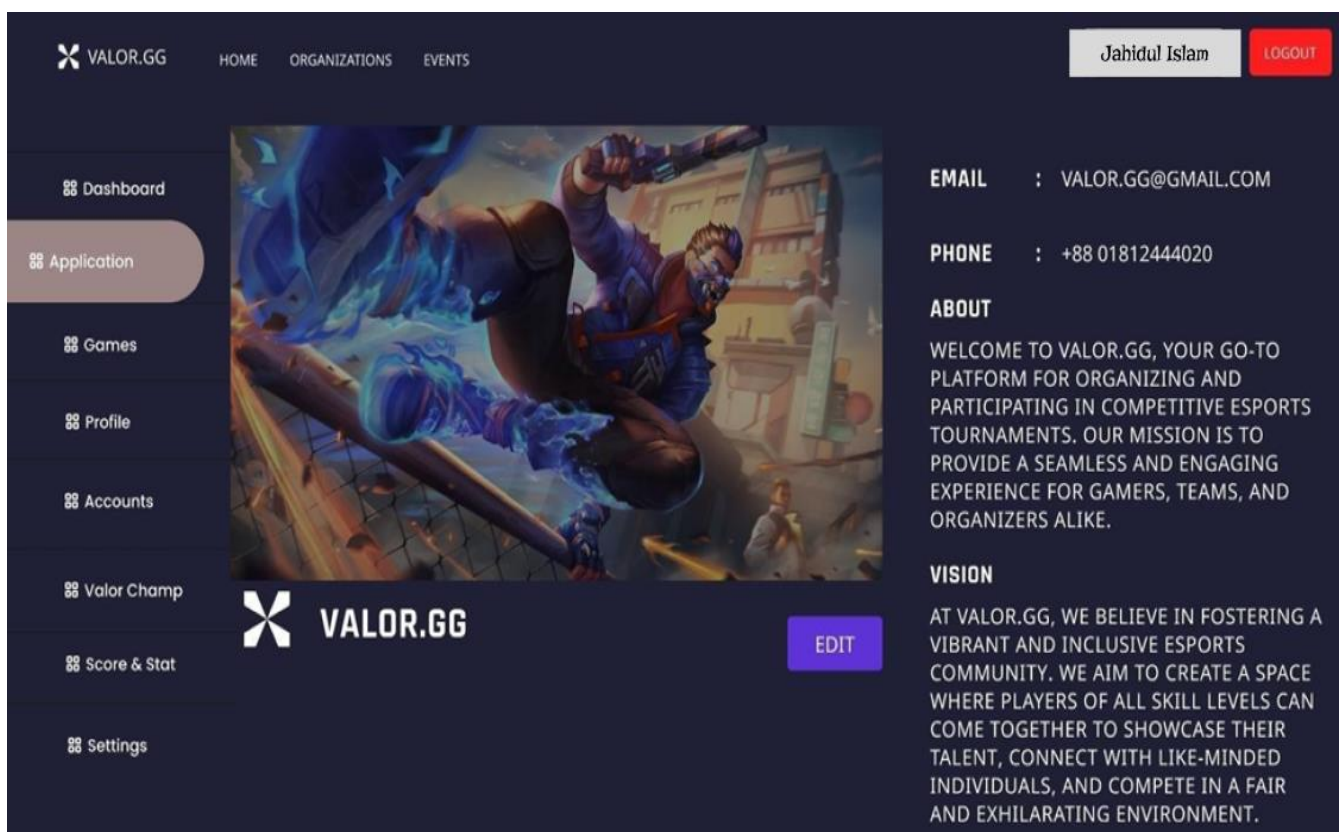 VALOR.GG
HOME ORGANIZATIONS EVENTS
Jahidul Islam
LOGOUT
Dashboard
Application
Games
Profile
Accounts
Valor Champ
Score & Stat
Settings
VALOR.GG
EDIT
EMAIL : VALOR.GG@GMAIL.COM
PHONE : +88 01812444020
ABOUT
WELCOME TO VALOR.GG, YOUR GO-TO
PLATFORM FOR ORGANIZING AND
PARTICIPATING IN COMPETITIVE ESPORTS
TOURNAMENTS. OUR MISSION IS TO
PROVIDE A SEAMLESS AND ENGAGING
EXPERIENCE FOR GAMERS, TEAMS, AND
ORGANIZERS ALIKE.
VISION
AT VALOR.GG, WE BELIEVE IN FOSTERING A
VIBRANT AND INCLUSIVE ESPORTS
COMMUNITY. WE AIM TO CREATE A SPACE
WHERE PLAYERS OF ALL SKILL LEVELS CAN
COME TOGETHER TO SHOWCASE THEIR
TALENT, CONNECT WITH LIKE-MINDED
INDIVIDUALS, AND COMPETE IN A FAIR
AND EXHILARATING ENVIRONMENT.